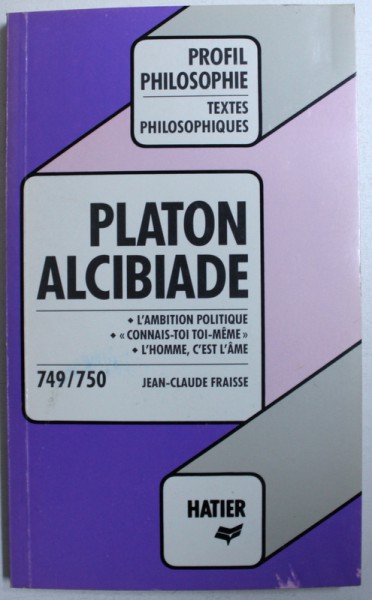 PROFIL
PHILOSOPHIE
TEXTES
PHILOSOPHIQUES
PLATON
ALCIBIADE
◆ L'AMBITION POLITIQUE
◆ « CONNAIS-TOI TOI-MÊME »
◆ L'HOMME, C'EST L'ÂME
749/750 JEAN-CLAUDE FRAISSE
HATIER